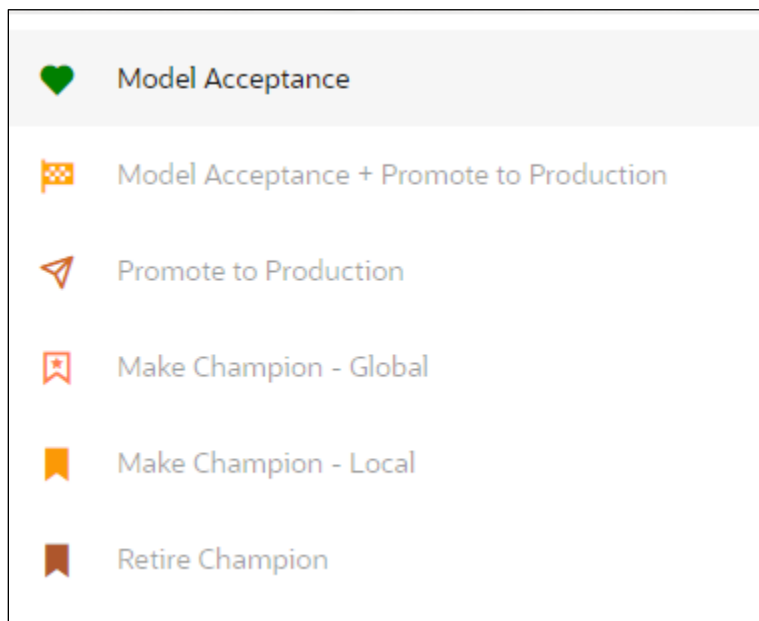 Model Acceptance
Model Acceptance + Promote to Production
Promote to Production
Make Champion - Global
Make Champion - Local
Retire Champion